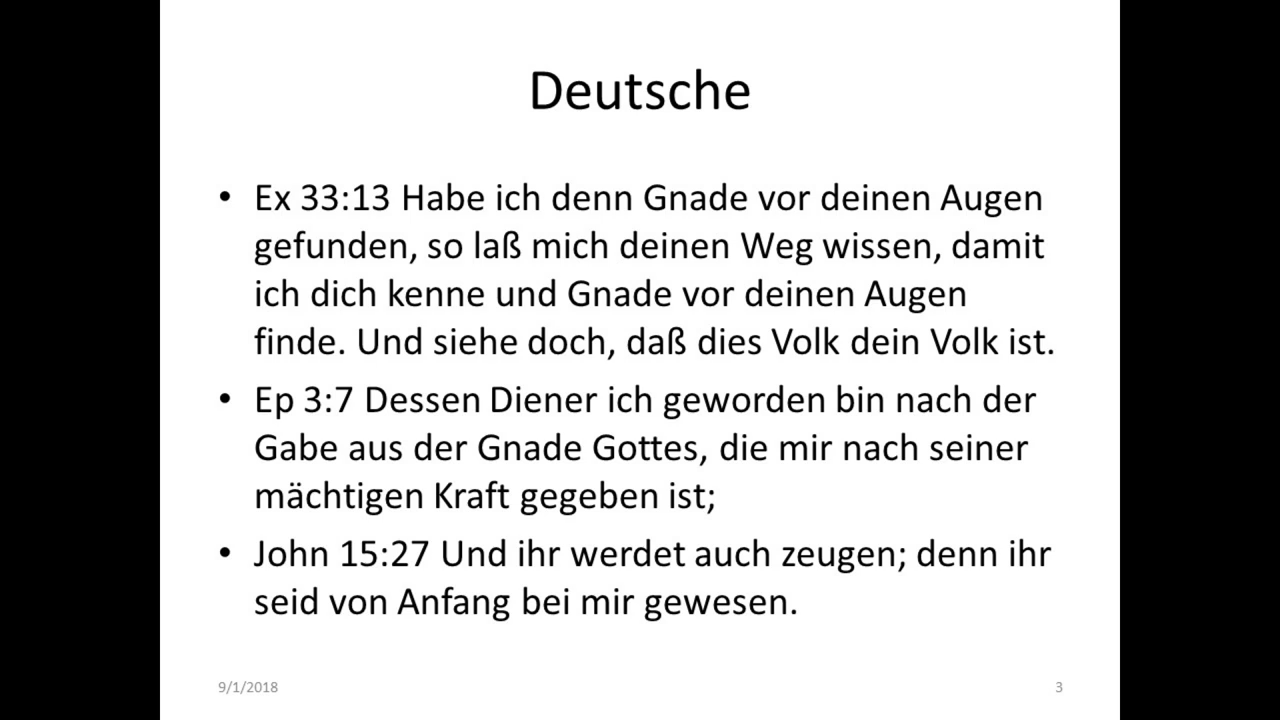 Deutsche
• Ex 33:13 Habe ich denn Gnade vor deinen Augen
gefunden, so laß mich deinen Weg wissen, damit
ich dich kenne und Gnade vor deinen Augen
finde. Und siehe doch, daß dies Volk dein Volk ist.
• Ep 3:7 Dessen Diener ich geworden bin nach der
Gabe aus der Gnade Gottes, die mir nach seiner
mächtigen Kraft gegeben ist;
• John 15:27 Und ihr werdet auch zeugen; denn ihr
seid von Anfang bei mir gewesen.
9/1/2018
3